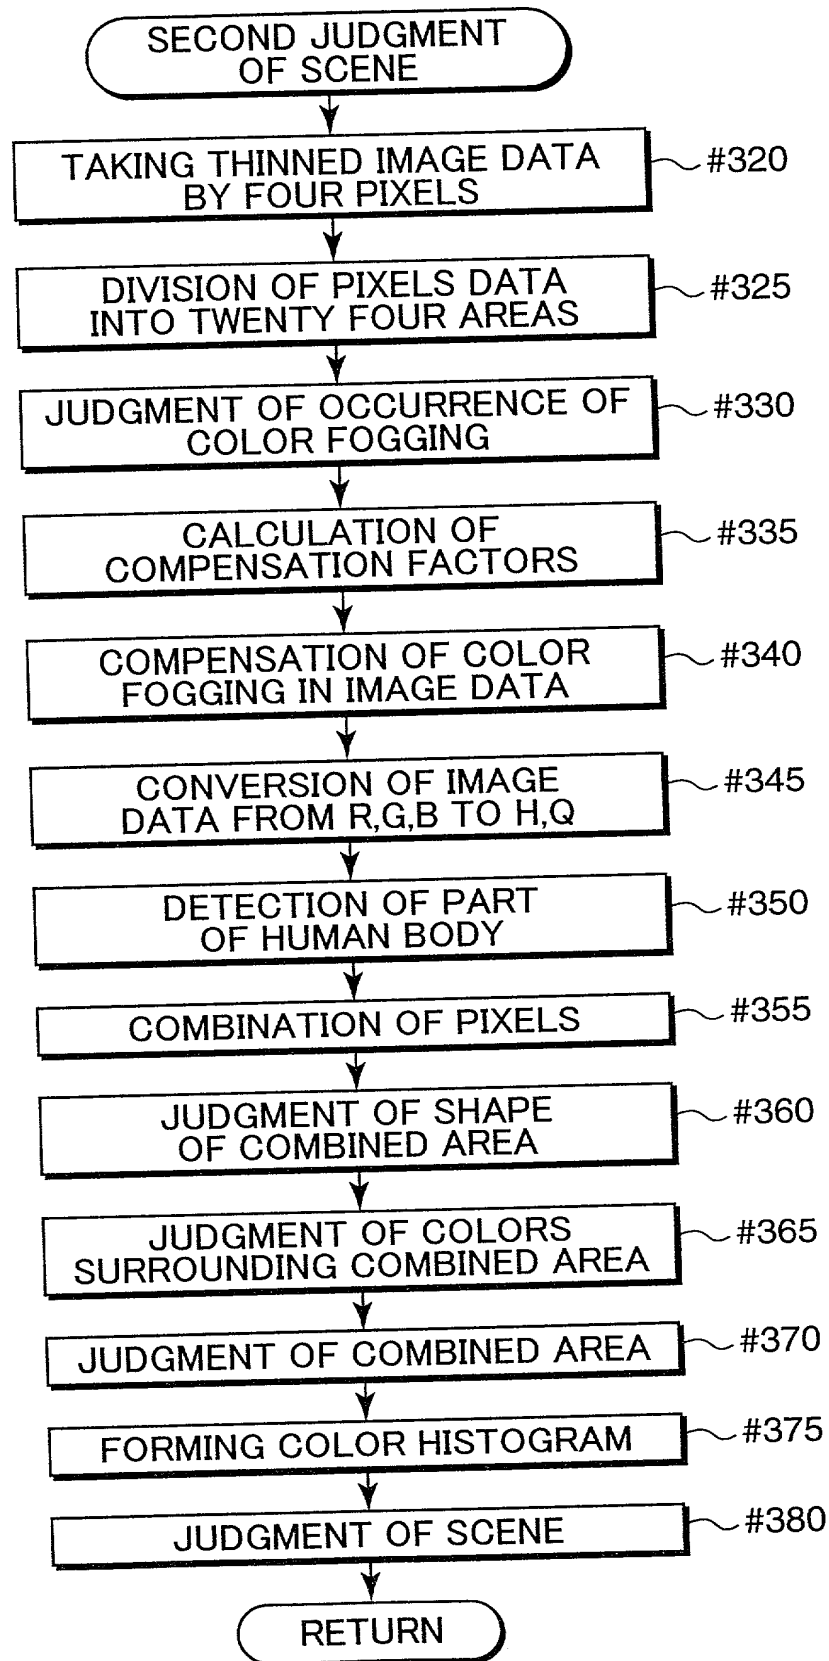 SECOND JUDGMENT
OF SCENE
TAKING THINNED IMAGE DATA
BY FOUR PIXELS
#320
DIVISION OF PIXELS DATA
INTO TWENTY FOUR AREAS
#325
JUDGMENT OF OCCURRENCE OF
COLOR FOGGING
#330
CALCULATION OF
COMPENSATION FACTORS
#335
COMPENSATION OF COLOR
FOGGING IN IMAGE DATA
#340
CONVERSION OF IMAGE
DATA FROM R,G,B TO H,Q
#345
DETECTION OF PART
OF HUMAN BODY
#350
COMBINATION OF PIXELS
#355
JUDGMENT OF SHAPE
OF COMBINED AREA
#360
JUDGMENT OF COLORS
SURROUNDING COMBINED AREA
#365
JUDGMENT OF COMBINED AREA
#370
FORMING COLOR HISTOGRAM
#375
JUDGMENT OF SCENE
#380
RETURN